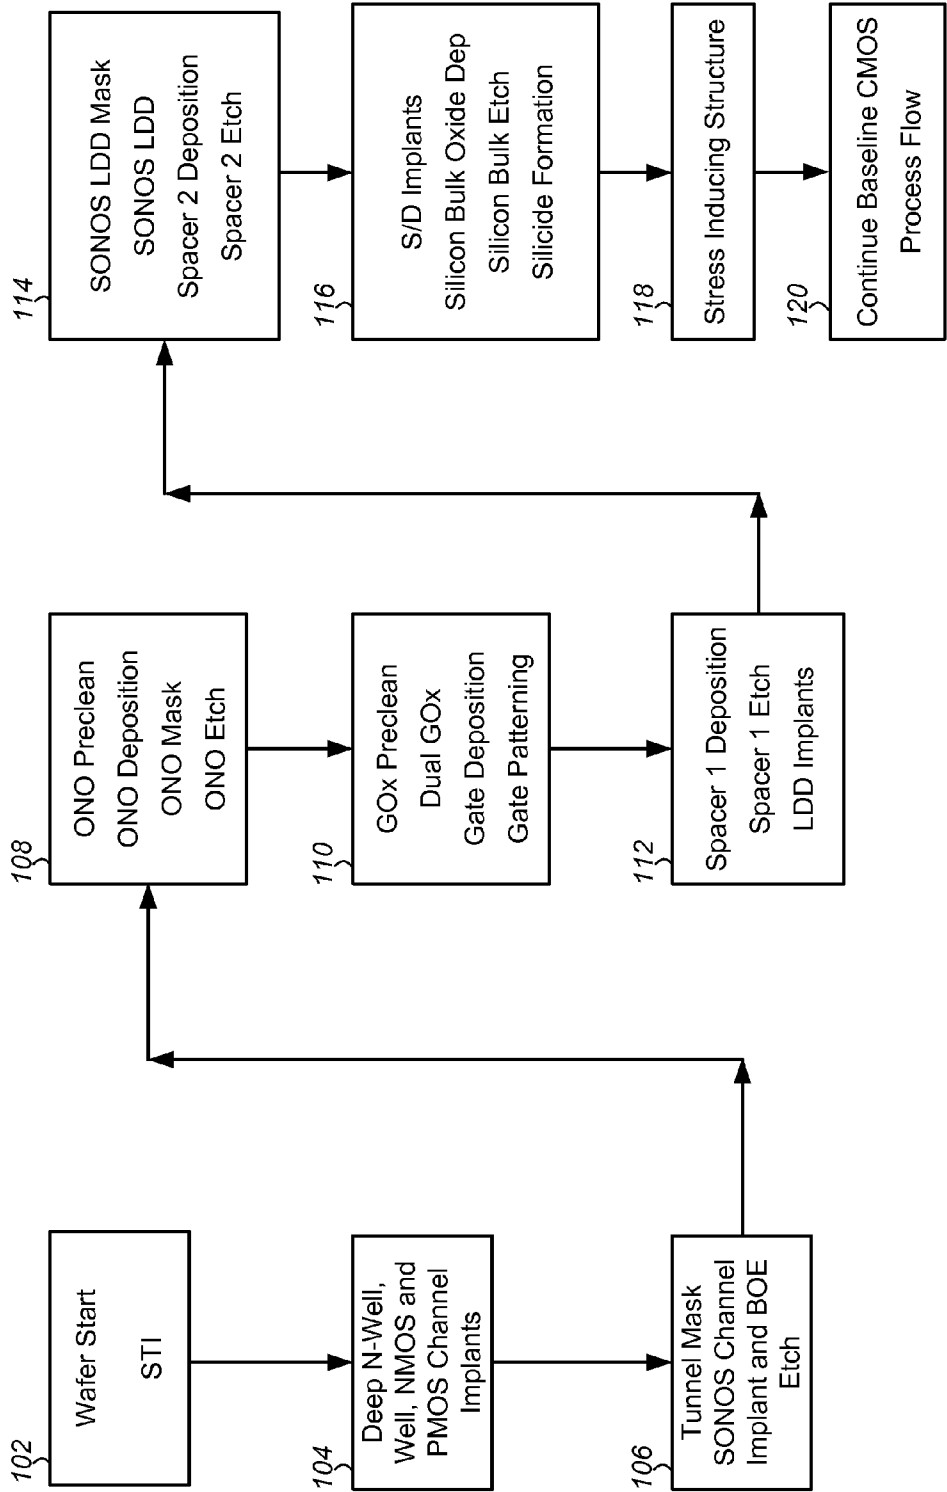 102
Wafer Start
STI
104
Deep N-Well,
Well, NMOS and
PMOS Channel
Implants
106
Tunnel Mask
SONOS Channel
Implant and BOE
Etch
108
ONO Preclean
ONO Deposition
ONO Mask
ONO Etch
110
GOx Preclean
Dual GOx
Gate Deposition
Gate Patterning
112
Spacer 1 Deposition
Spacer 1 Etch
LDD Implants
114
SONOS LDD Mask
SONOS LDD
Spacer 2 Deposition
Spacer 2 Etch
116
S/D Implants
Silicon Bulk Oxide Dep
Silicon Bulk Etch
Silicide Formation
118
Stress Inducing Structure
120
Continue Baseline CMOS
Process Flow